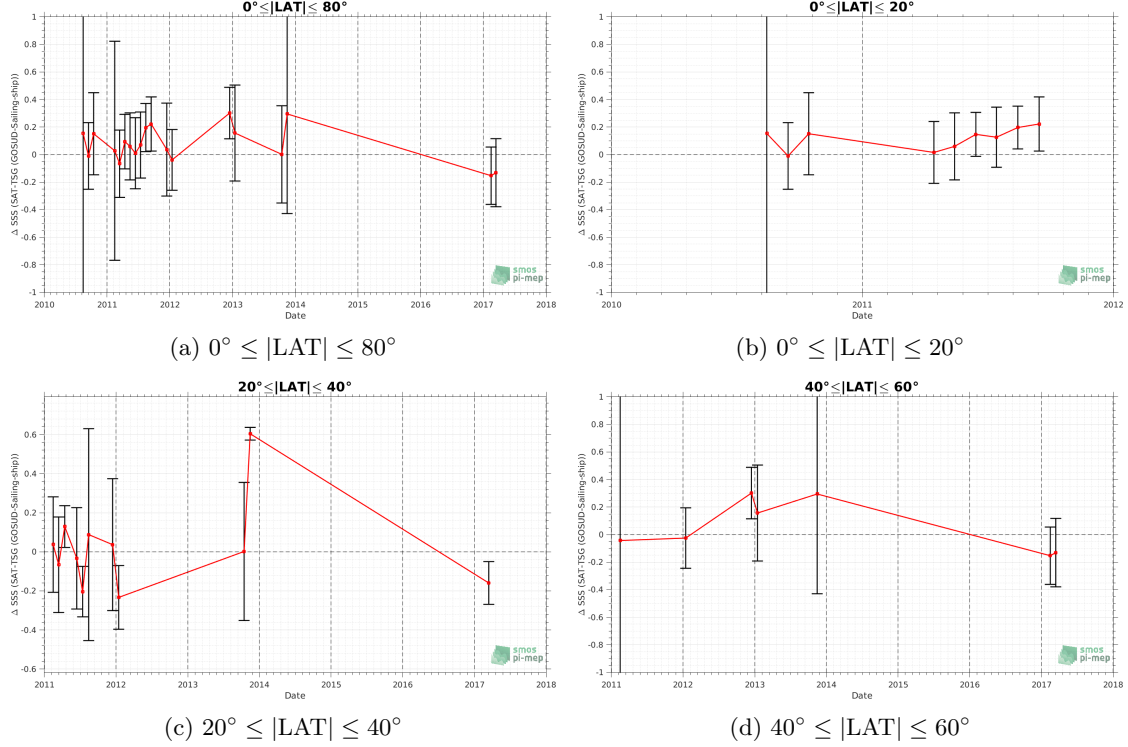 0°≤|LAT|≤ 80°
Δ SSS (SAT-TSG (GOSUD-Sailing-ship))
1
0.8
0.6
0.4
0.2
0
-0.2
-0.4
-0.6
-0.8
-1
2010 2011 2012 2013 2014 2015 2016 2017 2018
Date
smos
pi-mep
(a) 0° ≤ |LAT| ≤ 80°
0°≤|LAT|≤ 20°
Δ SSS (SAT-TSG (GOSUD-Sailing-ship))
1
0.8
0.6
0.4
0.2
0
-0.2
-0.4
-0.6
-0.8
-1
2010 2011 2012
Date
smos
pi-mep
(b) 0° ≤ |LAT| ≤ 20°
20°≤|LAT|≤ 40°
Δ SSS (SAT-TSG (GOSUD-Sailing-ship))
0.6
0.4
0.2
0
-0.2
-0.4
-0.6
2011 2012 2013 2014 2015 2016 2017 2018
Date
smos
pi-mep
(c) 20° ≤ |LAT| ≤ 40°
40°≤|LAT|≤ 60°
Δ SSS (SAT-TSG (GOSUD-Sailing-ship))
1
0.8
0.6
0.4
0.2
0
-0.2
-0.4
-0.6
-0.8
-1
2011 2012 2013 2014 2015 2016 2017 2018
Date
smos
pi-mep
(d) 40° ≤ |LAT| ≤ 60°